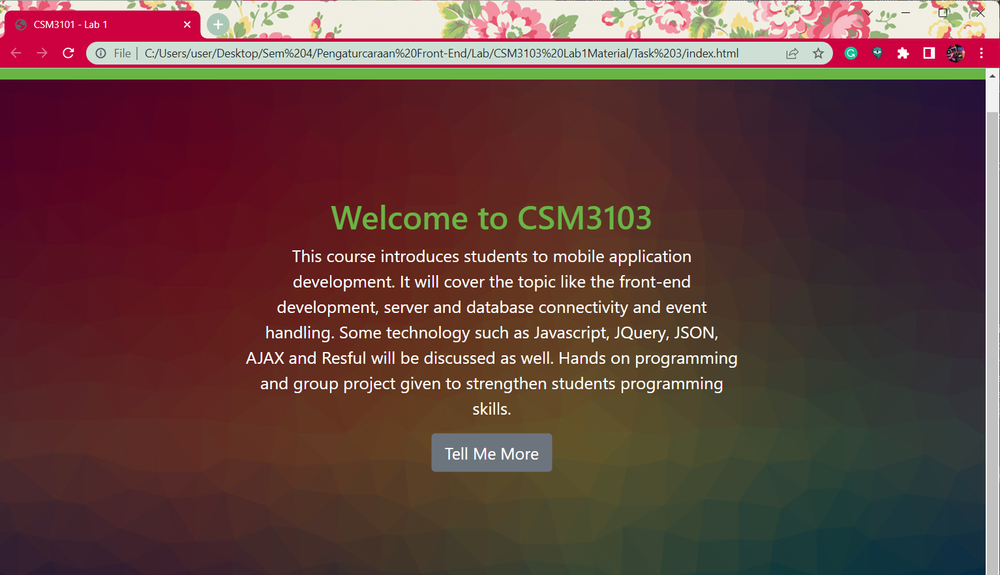 CSM3101 - Lab 1
File | C:/Users/user/Desktop/Sem%204/Pengaturcaraan%20Front-End/Lab/CSM3103%20Lab1Material/Task%203/index.html
Welcome to CSM3103
This course introduces students to mobile application
development. It will cover the topic like the front-end
development, server and database connectivity and event
handling. Some technology such as Javascript, JQuery, JSON,
AJAX and Resful will be discussed as well. Hands on programming
and group project given to strengthen students programming
skills.
Tell Me More